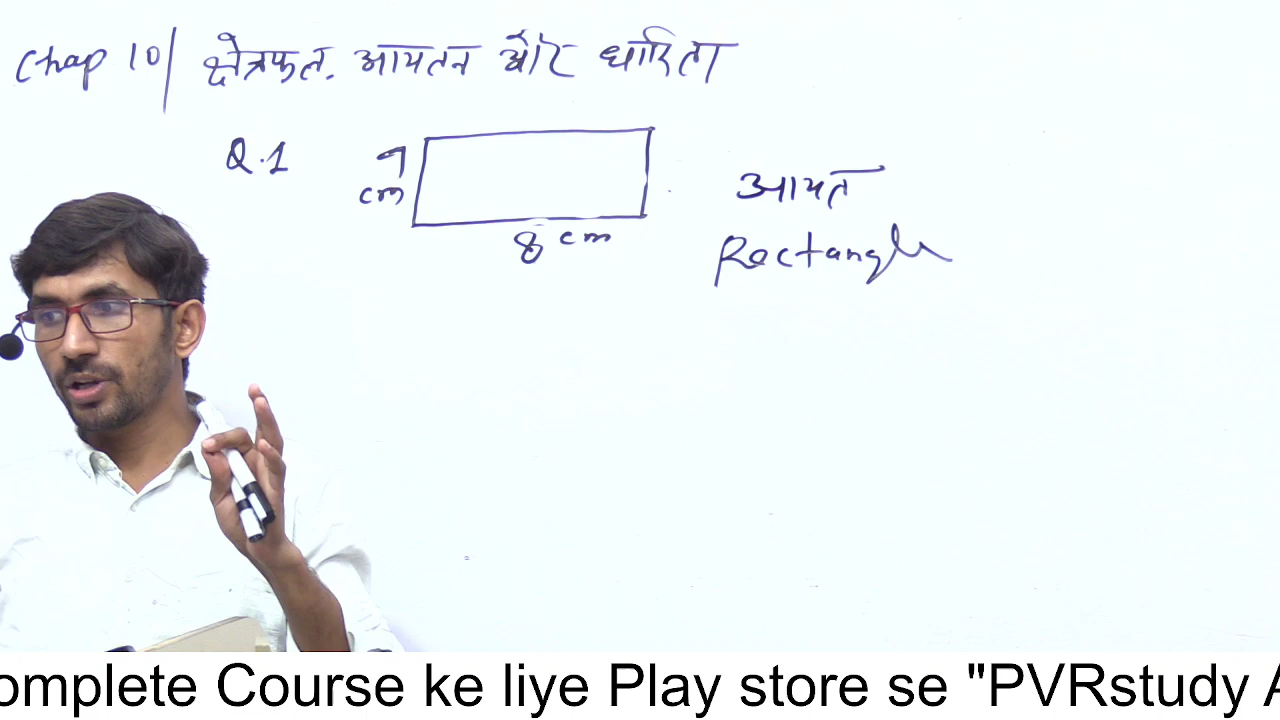 Chap 10| क्षेत्रफल, आयतन और धारिता
Q.1
cm
8 cm
आयत
Rectangle
omplete Course ke liye Play store se "PVRstudy A